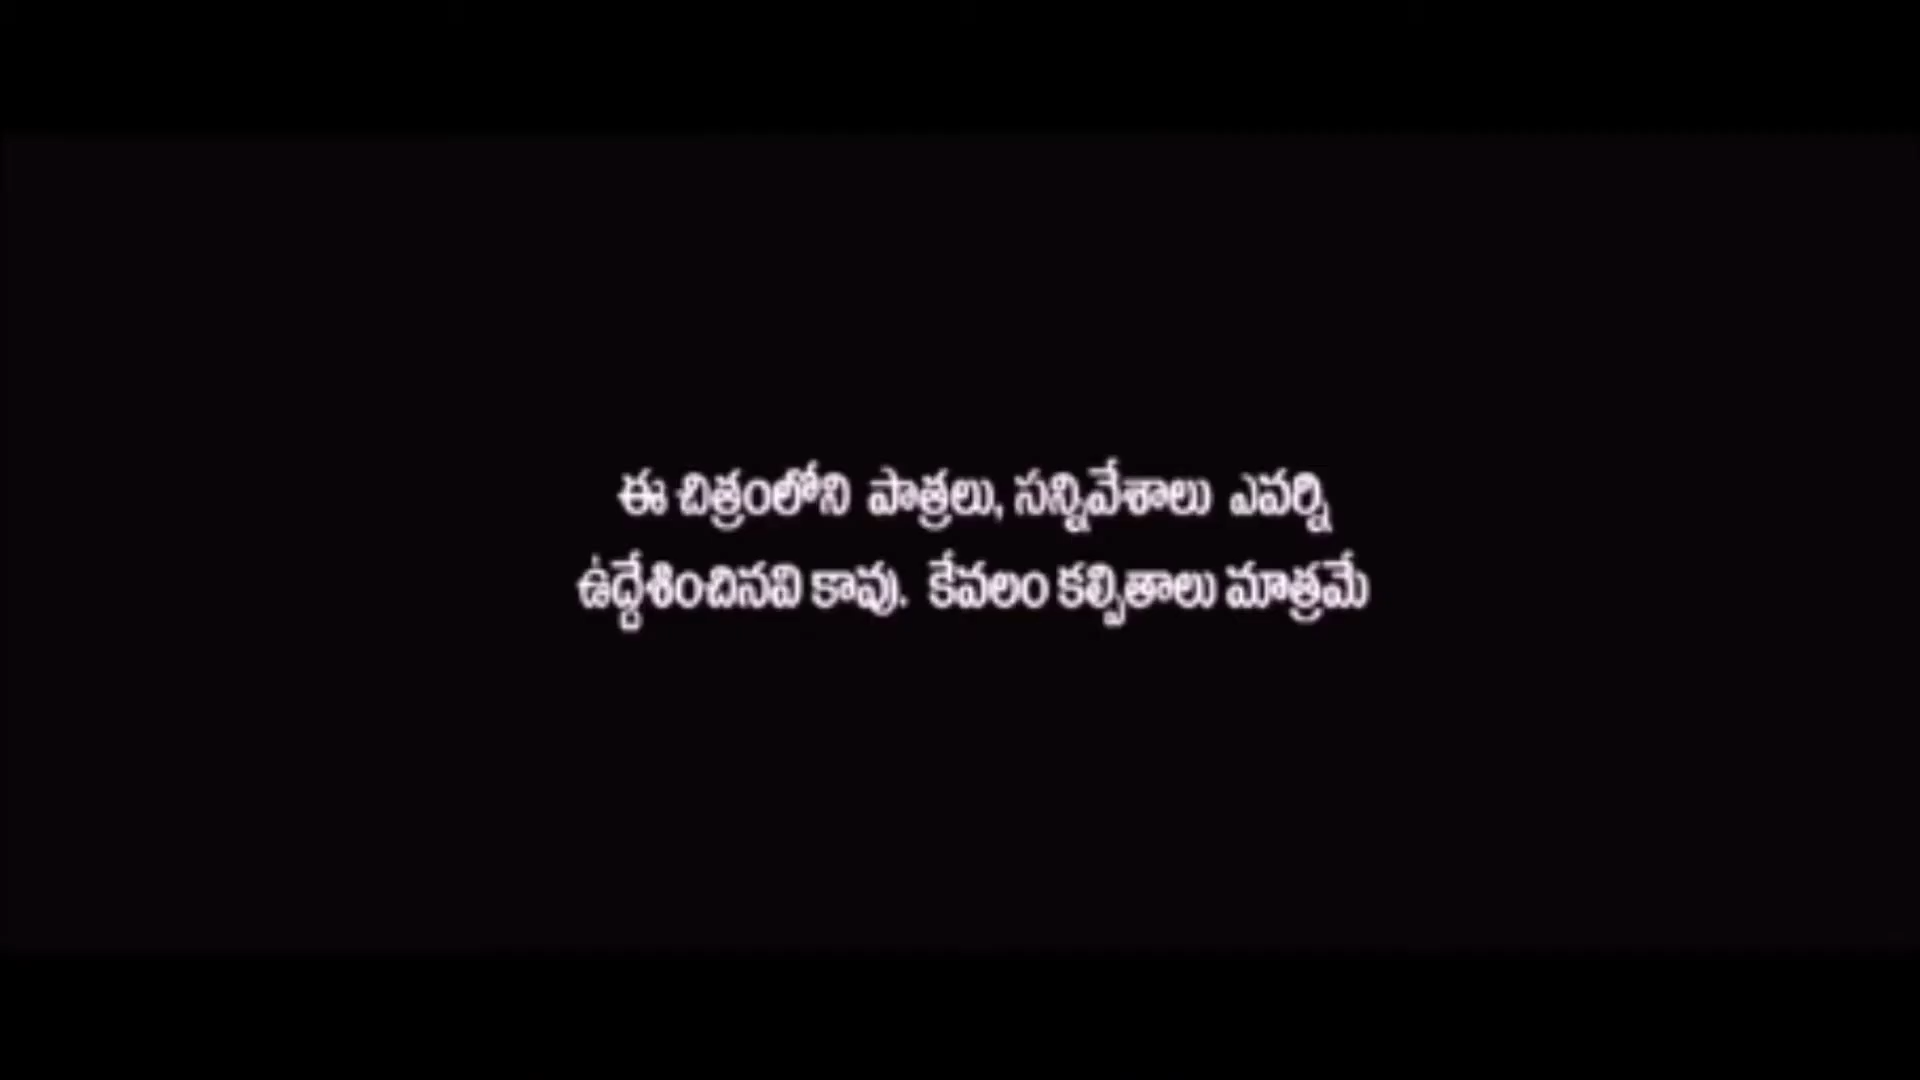 ఈ చిత్రంలోని పాత్రలు, సన్నివేశాలు ఎవర్ని
ఉద్దేశించినవి కావు. కేవలం కల్పితాలు మాత్రమే